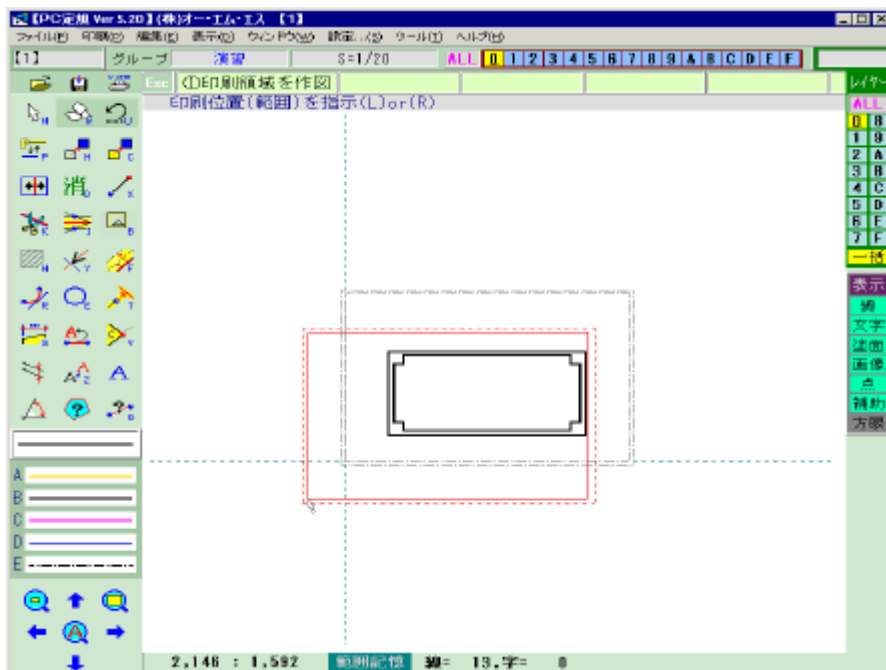 【PC定規 Ver 5.20】(株)オー・エム・エス 【1】
ファイル(F) 印刷(P) 編集(E) 表示(D) ウィンドウ(W) 設定...(S) ツール(T) ヘルプ(H)
【1】 グループ 演習 S=1/20 ALL 0 1 2 3 4 5 6 7 8 9 A B C D E F
Esc ①印刷領域を作図
印刷位置(範囲)を指示(L)or(R)
レイヤー
ALL
0 8
1 9
2 A
3 B
4 C
5 D
6 E
7 F
一括
表示
線
文字
塗面
画像
点
補助
方眼
消
A
B
C
D
E
2,146 : 1,592 範囲記憶 線= 13,字= 0